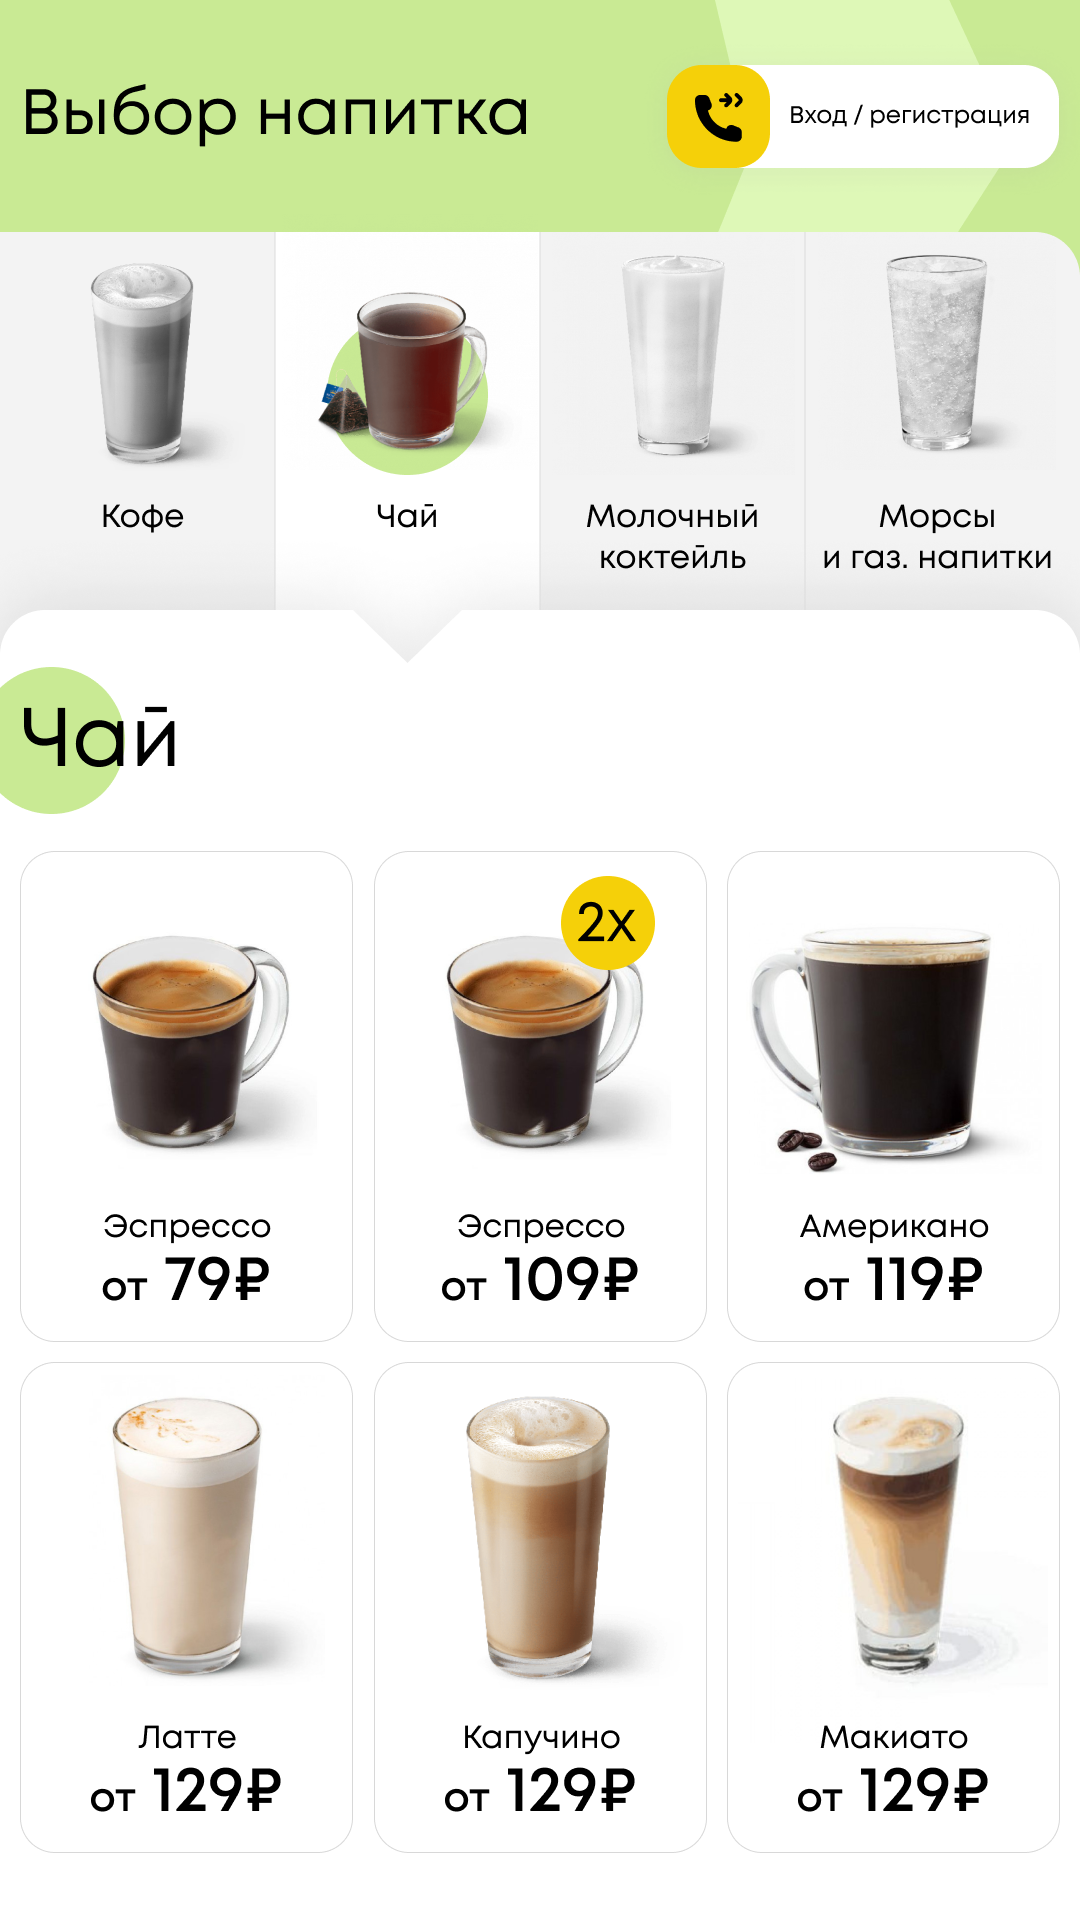 Выбор напитка
Вход / регистрация
Кофе
Чай
Молочный
коктейль
Морсы
и газ. напитки
Чай
2x
Эспрессо
от 79₽
Эспрессо
от 109₽
Американо
от 119₽
Латте
от 129₽
Капучино
от 129₽
Макиато
от 129₽